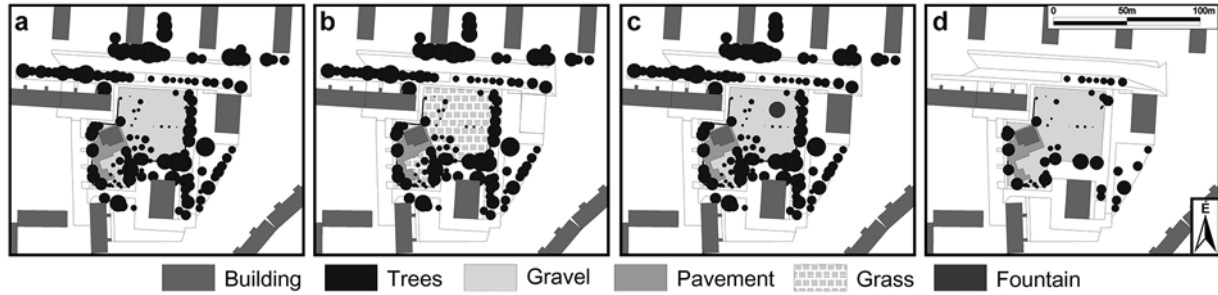 a
b
c
d
0 50m 100m
É
Building Trees Gravel Pavement Grass Fountain